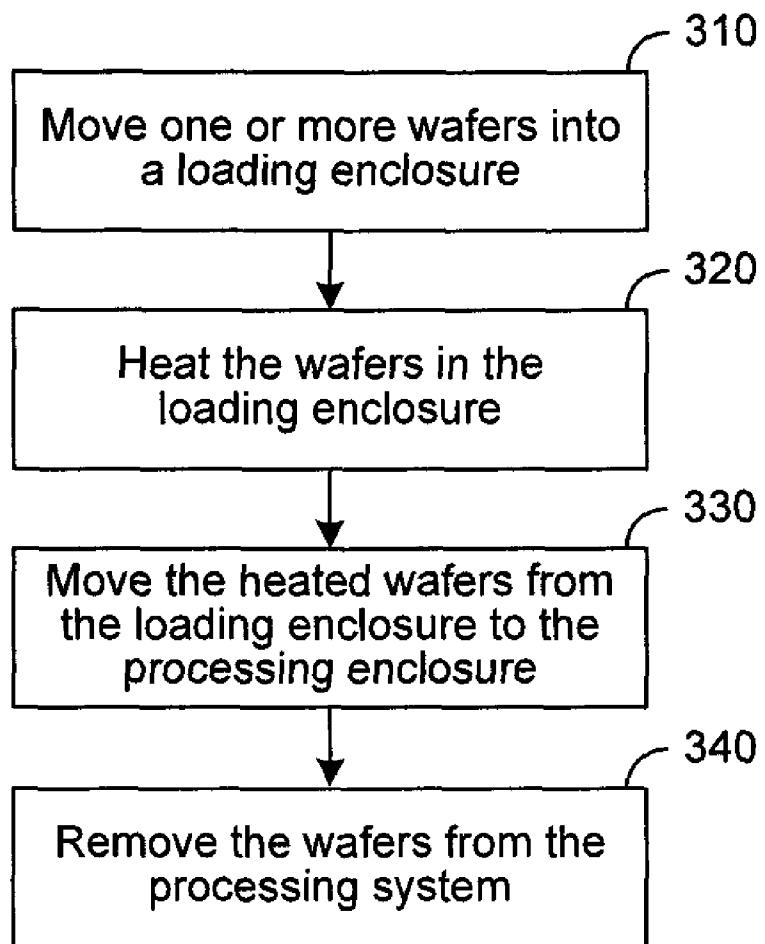 310
Move one or more wafers into
a loading enclosure
320
Heat the wafers in the
loading enclosure
330
Move the heated wafers from
the loading enclosure to the
processing enclosure
340
Remove the wafers from the
processing system